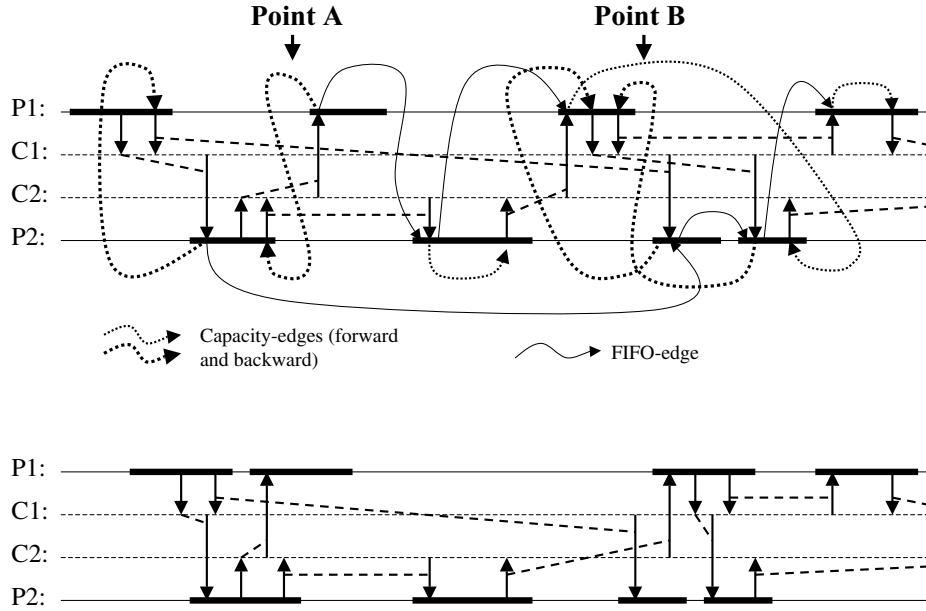 Point A
Point B
P1:
C1:
C2:
P2:
Capacity-edges (forward
and backward)
FIFO-edge
P1:
C1:
C2:
P2: